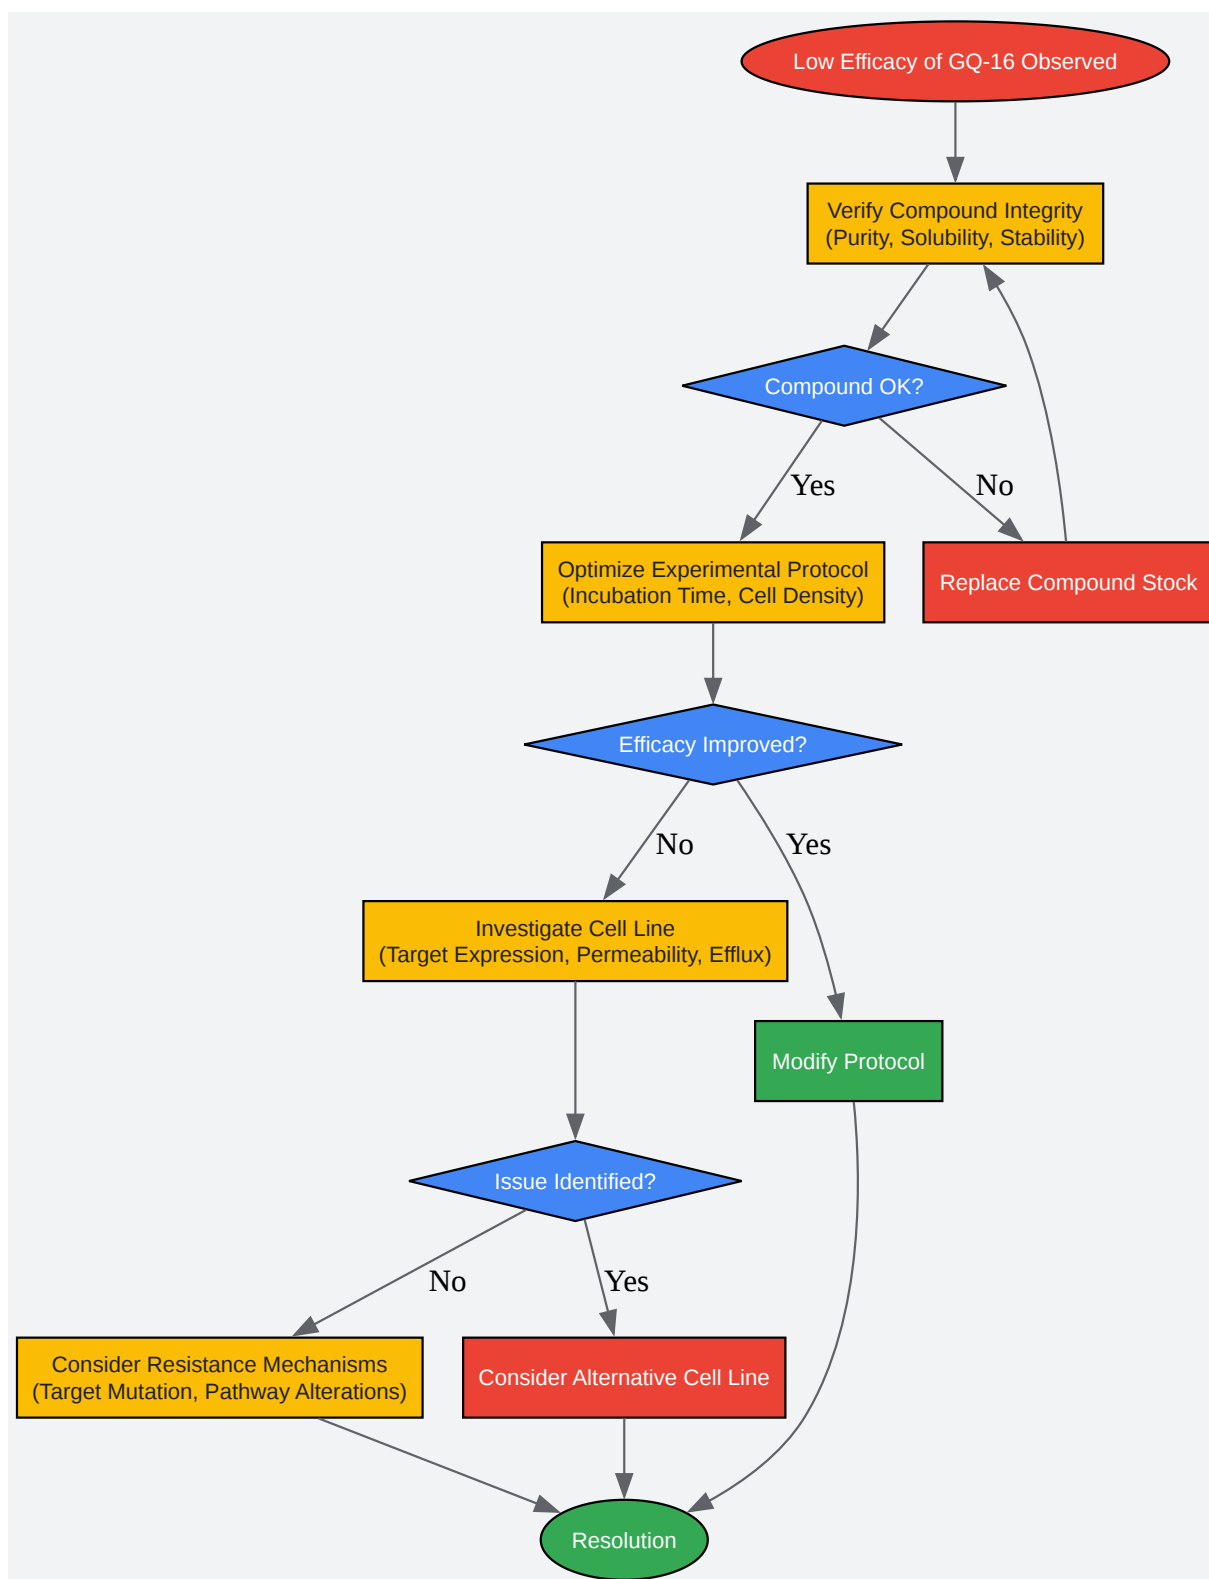 Low Efficacy of GQ-16 Observed
Verify Compound Integrity
(Purity, Solubility, Stability)
Compound OK?
Yes
No
Optimize Experimental Protocol
(Incubation Time, Cell Density)
Replace Compound Stock
Efficacy Improved?
No
Yes
Investigate Cell Line
(Target Expression, Permeability, Efflux)
Modify Protocol
Issue Identified?
No
Yes
Consider Resistance Mechanisms
(Target Mutation, Pathway Alterations)
Consider Alternative Cell Line
Resolution